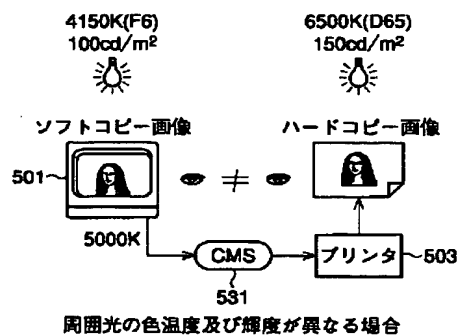 4150K(F6)
100cd/m²
6500K(D65)
150cd/m²
ソフトコピー画像
ハードコピー画像
501
≠
5000K
CMS
プリンタ
503
531
周囲光の色温度及び輝度が異なる場合